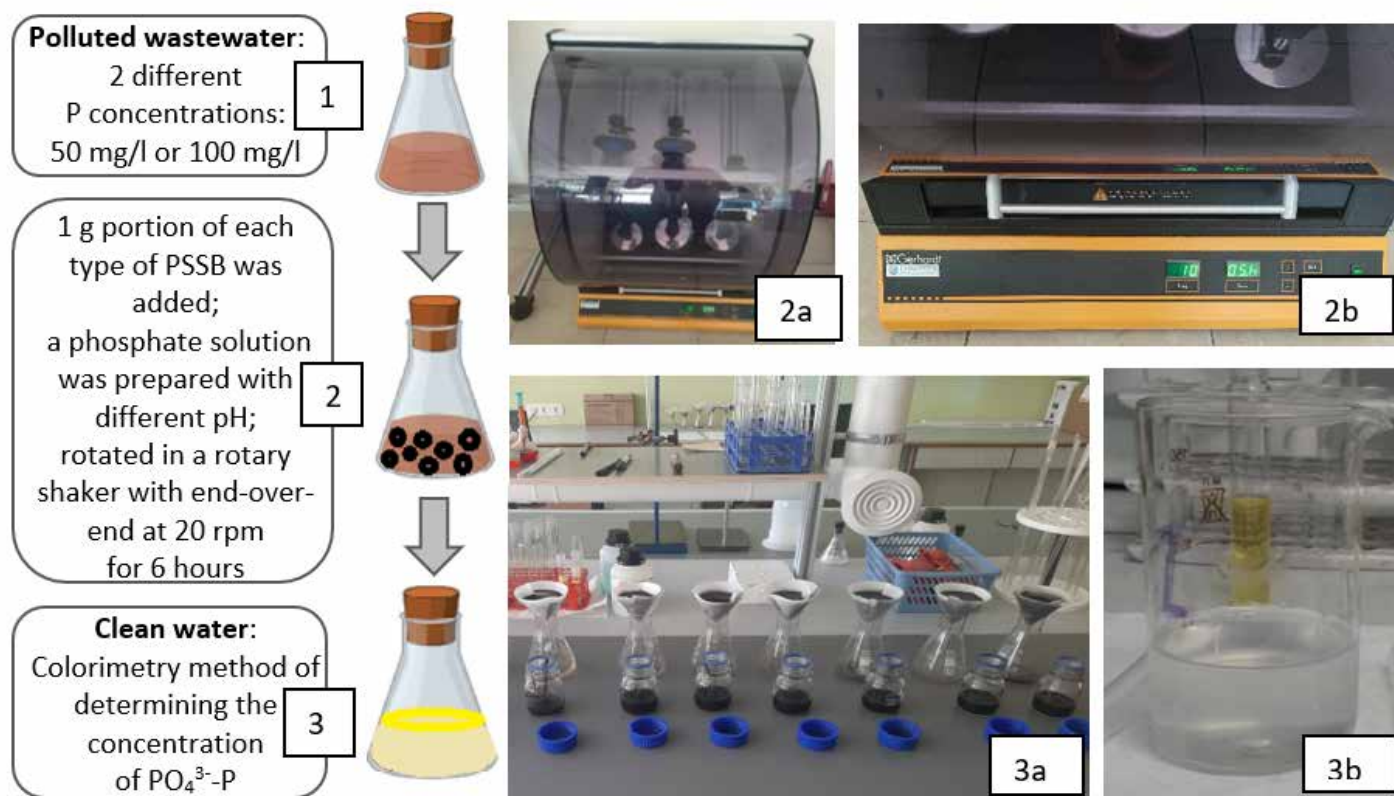 Polluted wastewater:
2 different
P concentrations:
50 mg/l or 100 mg/l
1
1 g portion of each
type of PSSB was
added;
a phosphate solution
was prepared with
different pH;
rotated in a rotary
shaker with end-over-
end at 20 rpm
for 6 hours
2
Clean water:
Colorimetry method of
determining the
concentration
of PO₄³⁻-P
3
2a
Gerhardt
10
2b
3a
3b